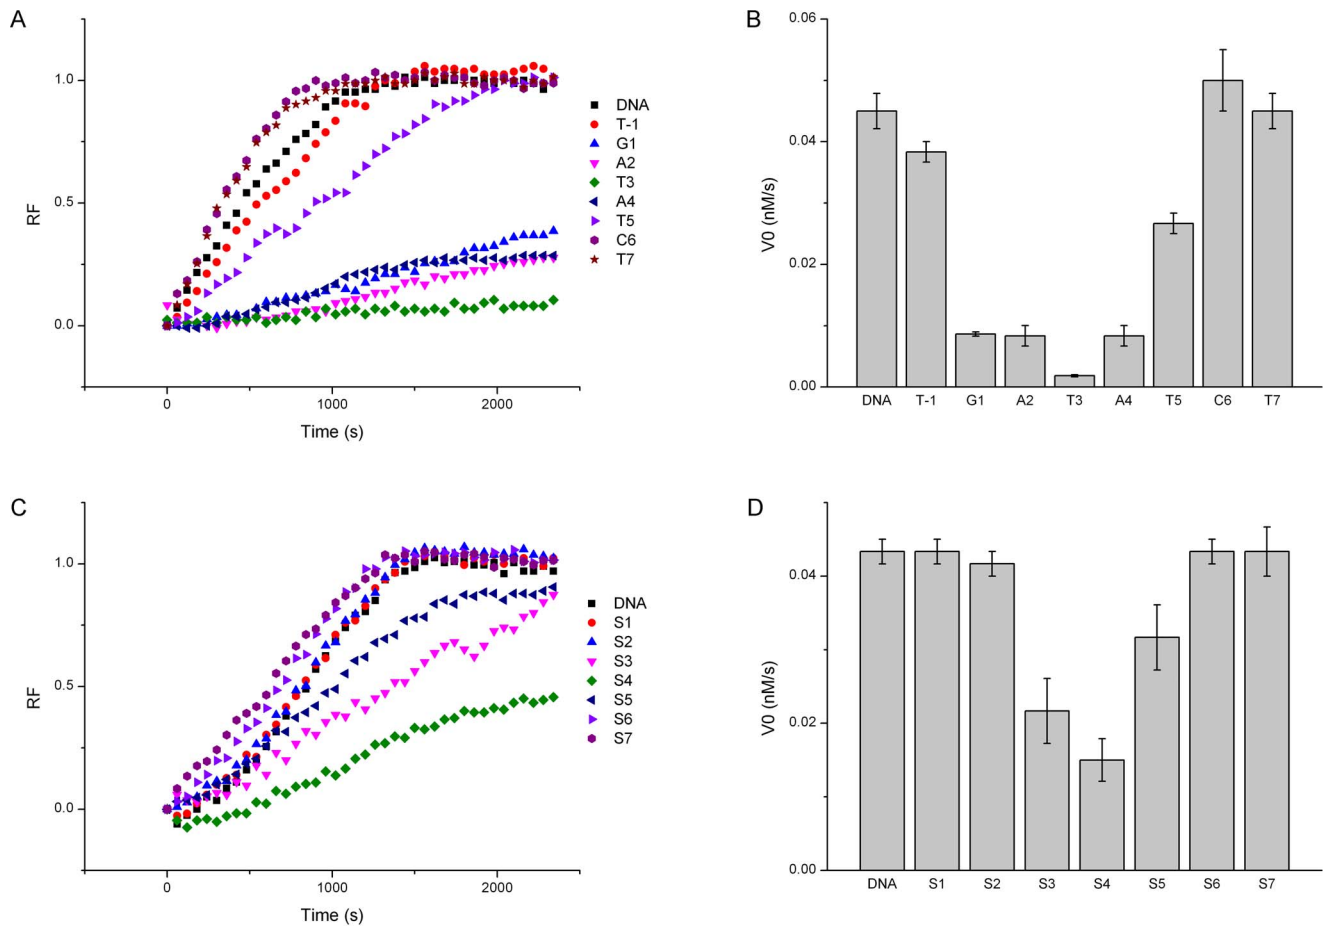 A
RF
1.0
0.5
0.0
0
1000
2000
Time (s)
DNA
T-1
G1
A2
T3
A4
T5
C6
T7
B
V0 (nM/s)
0.06
0.04
0.02
0.00
DNA T-1 G1 A2 T3 A4 T5 C6 T7
C
RF
1.0
0.5
0.0
0
1000
2000
Time (s)
DNA
S1
S2
S3
S4
S5
S6
S7
D
V0 (nM/s)
0.04
0.02
0.00
DNA S1 S2 S3 S4 S5 S6 S7